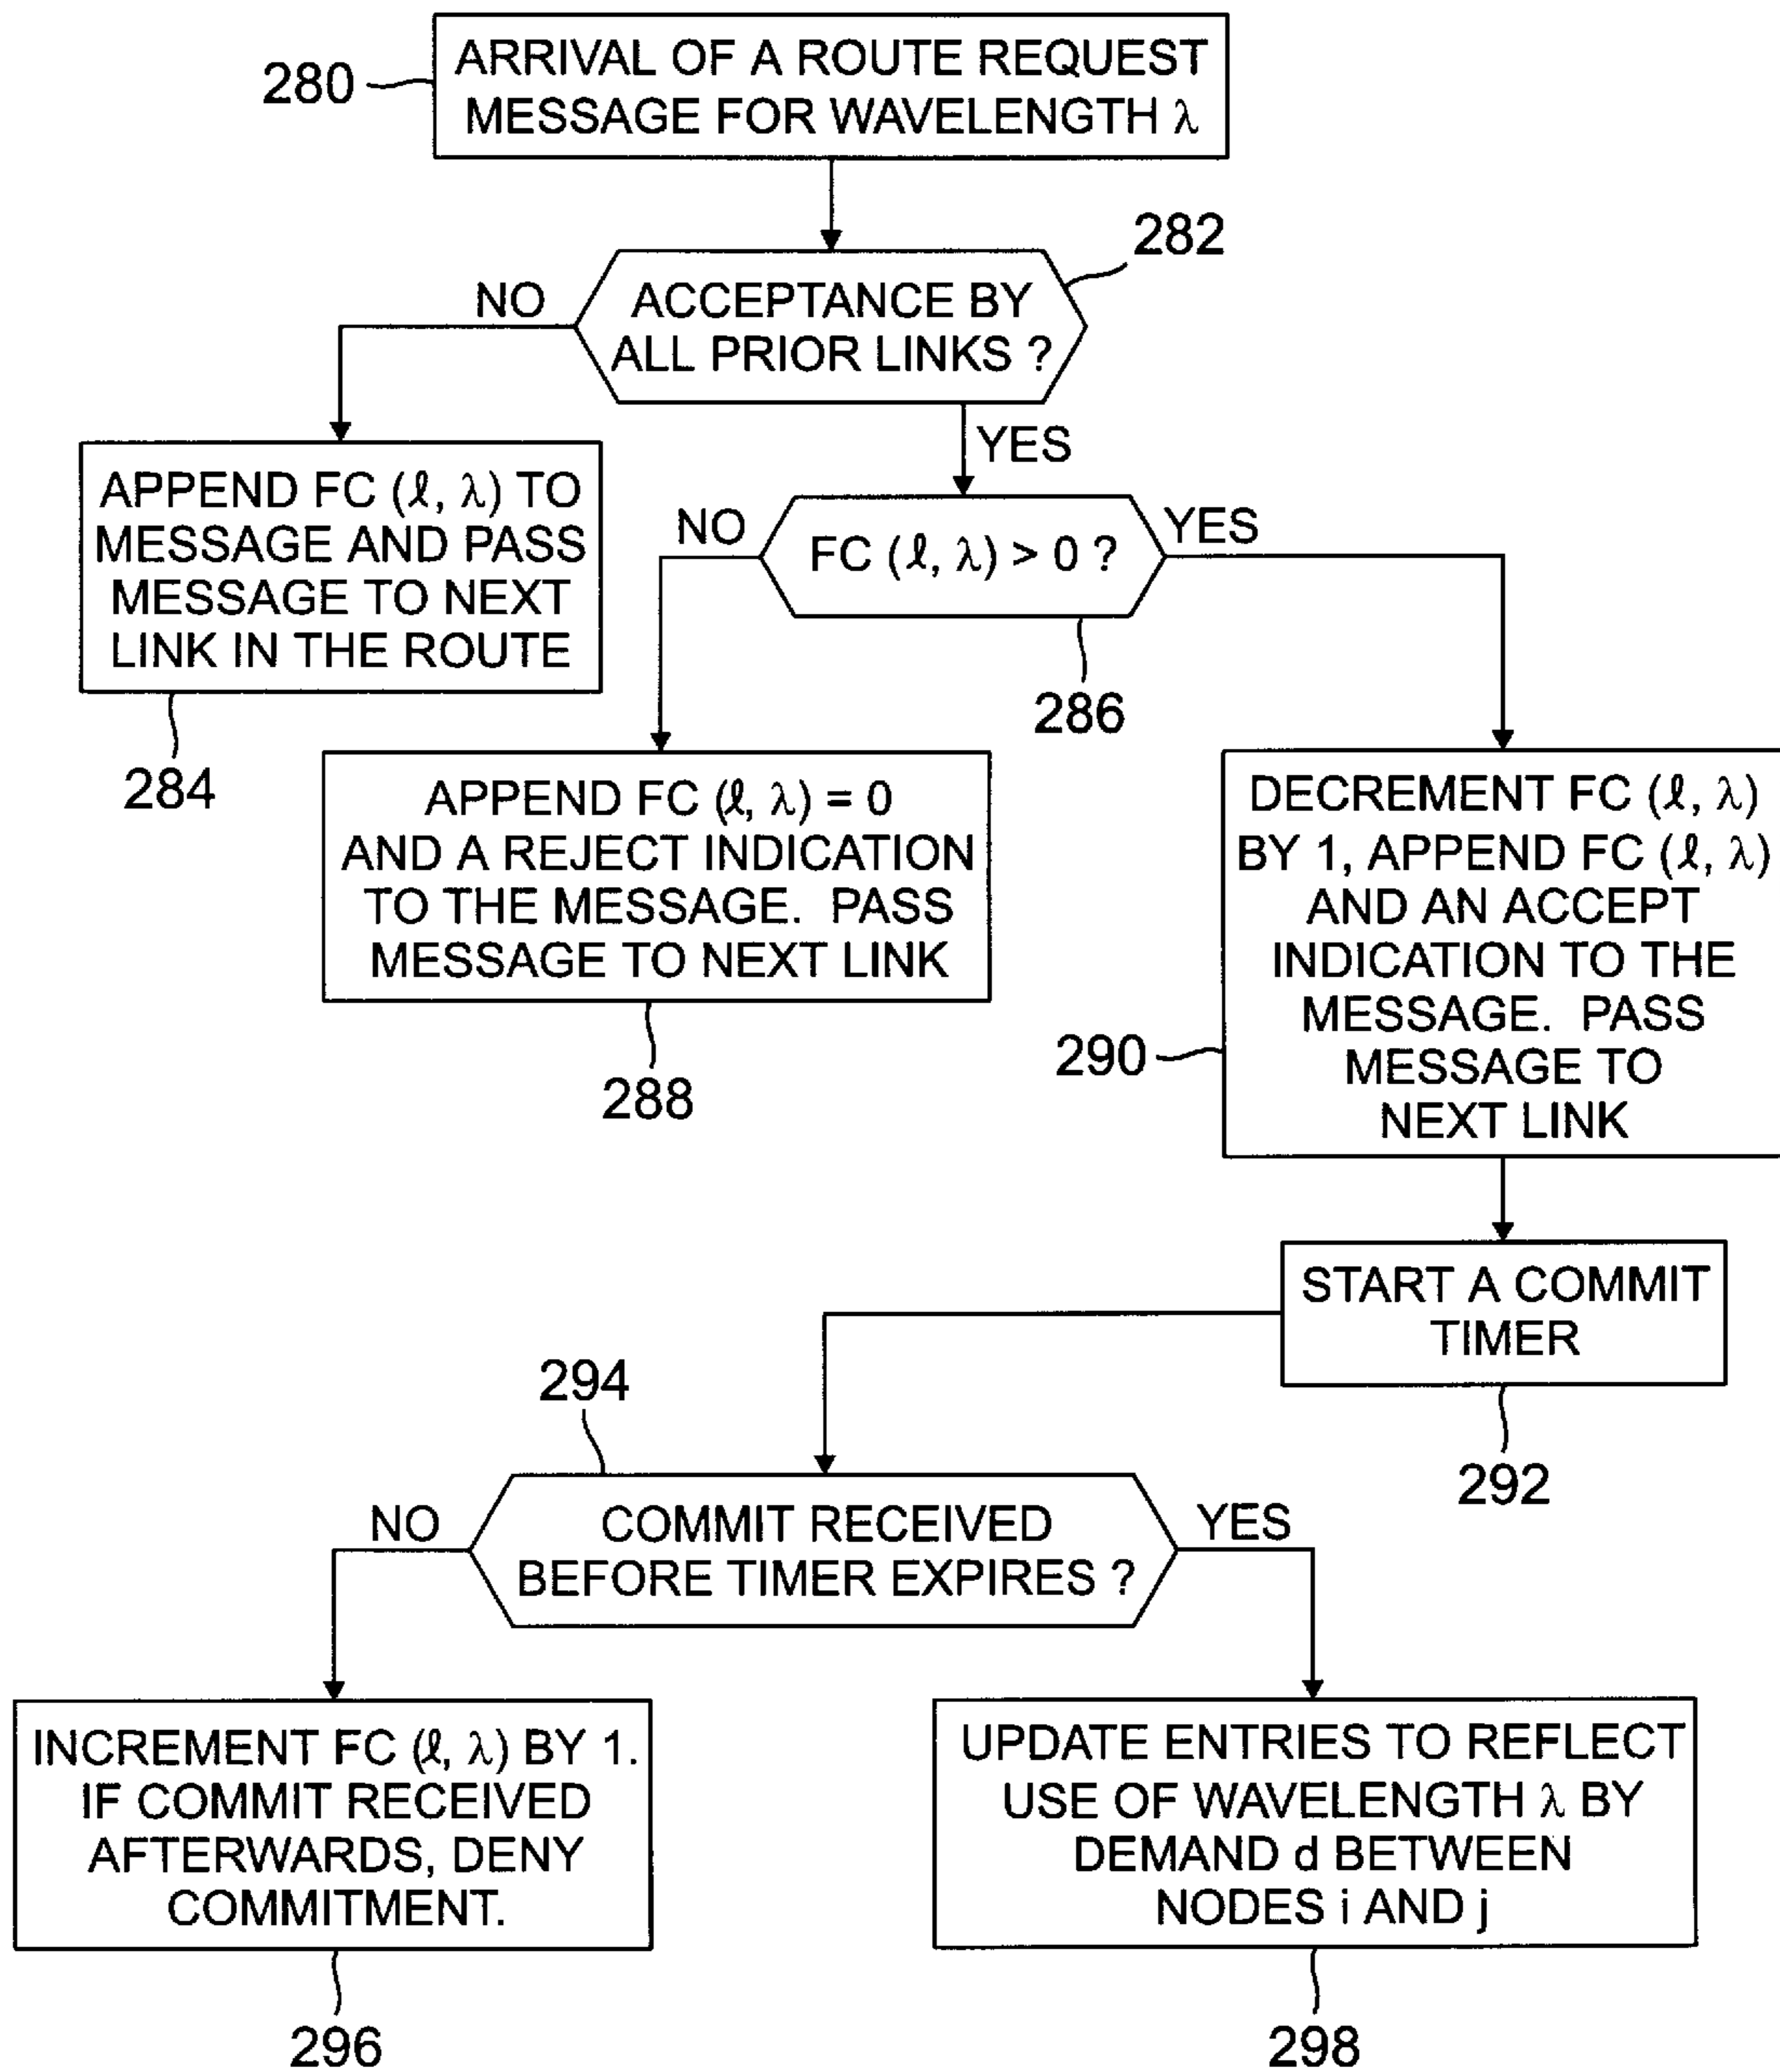 280
ARRIVAL OF A ROUTE REQUEST
MESSAGE FOR WAVELENGTH λ
282
NO
ACCEPTANCE BY
ALL PRIOR LINKS ?
YES
APPEND FC (ℓ, λ) TO
MESSAGE AND PASS
MESSAGE TO NEXT
LINK IN THE ROUTE
284
NO
FC (ℓ, λ) > 0 ?
YES
286
APPEND FC (ℓ, λ) = 0
AND A REJECT INDICATION
TO THE MESSAGE. PASS
MESSAGE TO NEXT LINK
288
DECREMENT FC (ℓ, λ)
BY 1, APPEND FC (ℓ, λ)
AND AN ACCEPT
INDICATION TO THE
MESSAGE. PASS
MESSAGE TO
NEXT LINK
290
START A COMMIT
TIMER
292
294
NO
COMMIT RECEIVED
BEFORE TIMER EXPIRES ?
YES
INCREMENT FC (ℓ, λ) BY 1.
IF COMMIT RECEIVED
AFTERWARDS, DENY
COMMITMENT.
296
UPDATE ENTRIES TO REFLECT
USE OF WAVELENGTH λ BY
DEMAND d BETWEEN
NODES i AND j
298